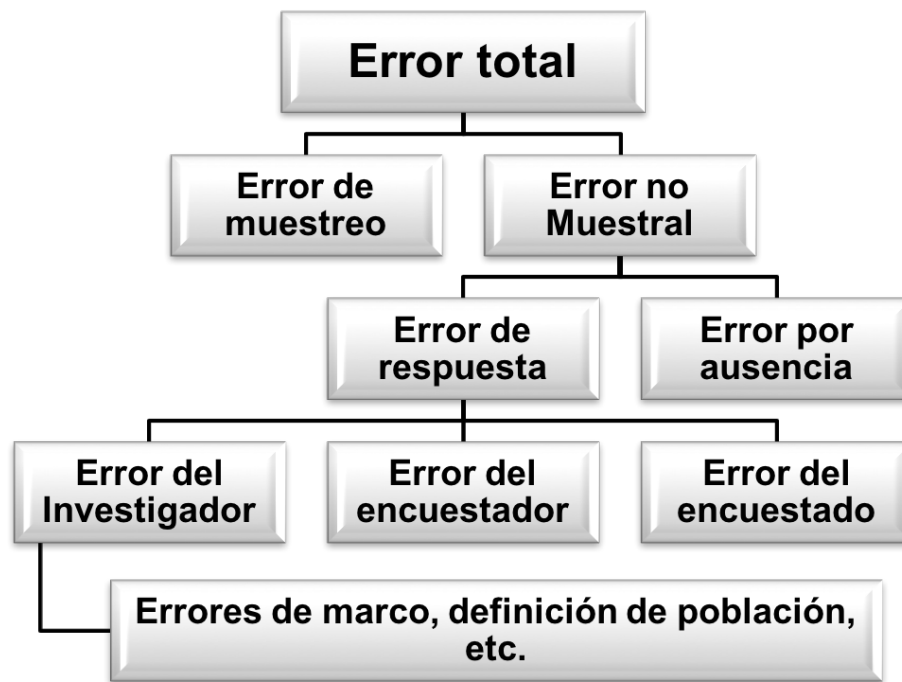 Error total
Error de
muestreo
Error no
Muestral
Error de
respuesta
Error por
ausencia
Error del
Investigador
Error del
encuestador
Error del
encuestado
Errores de marco, definición de población,
etc.